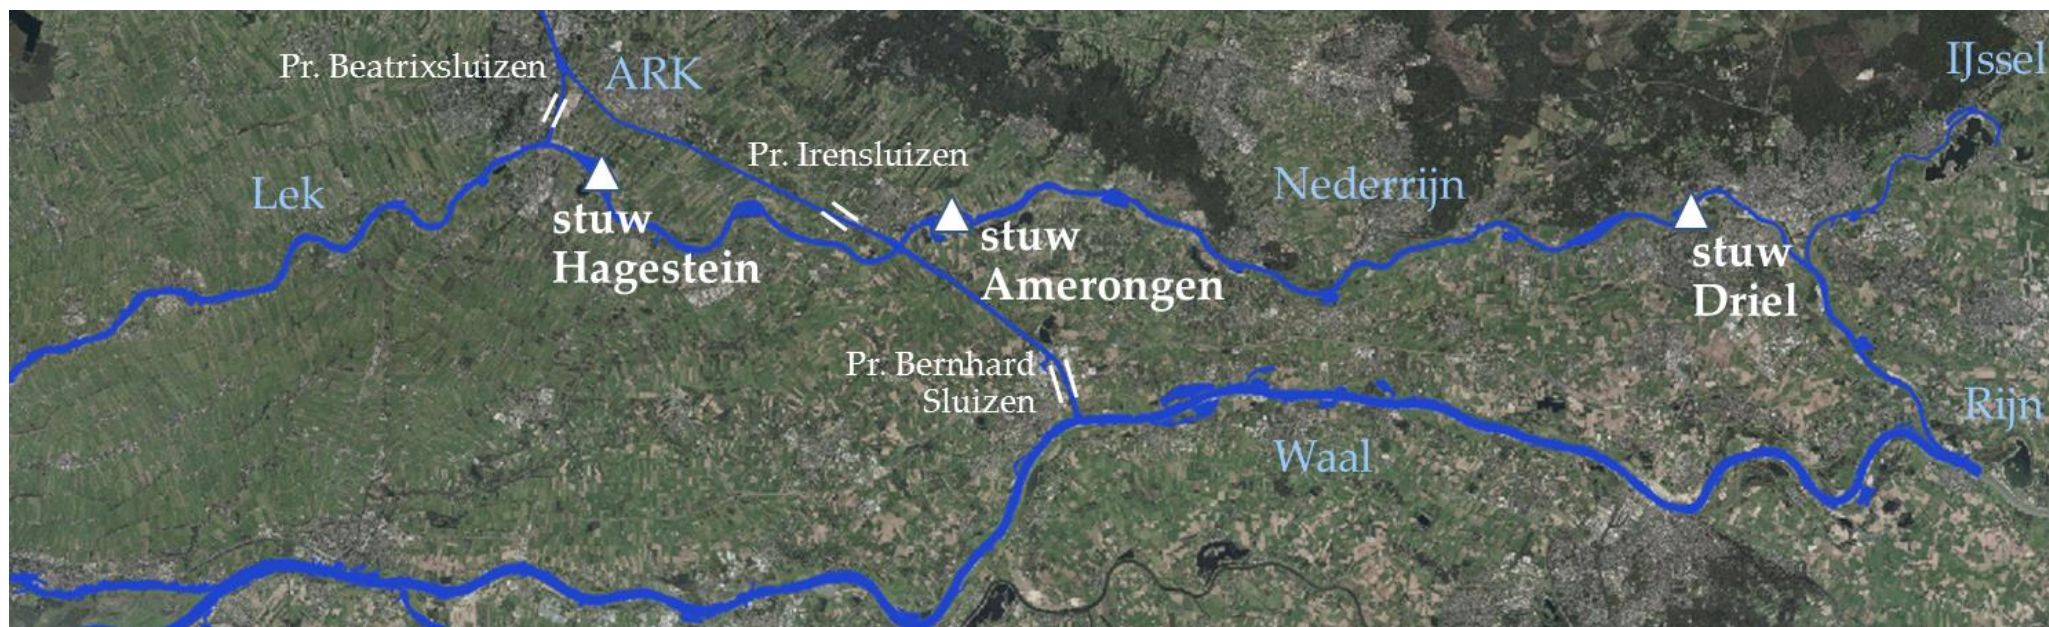 Pr. Beatrixsluizen
ARK
IJssel
Pr. Irensluizen
Lek
Nederrijn
stuw
Hagestein
stuw
Amerongen
stuw
Driel
Pr. Bernhard
Sluizen
Rijn
Waal